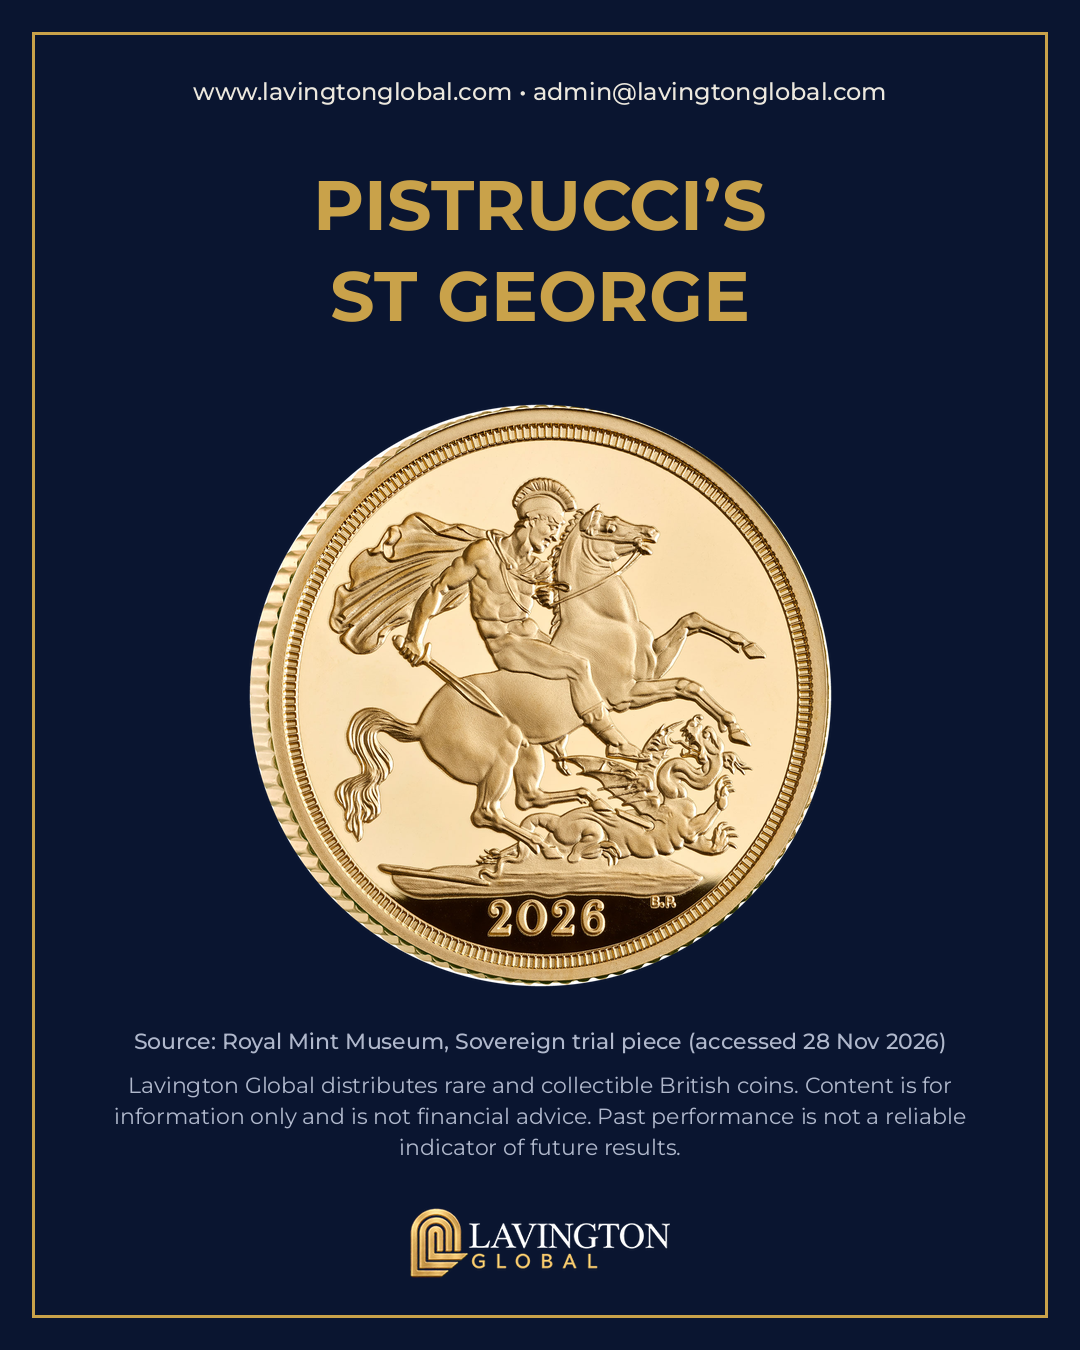 www.lavingtonglobal.com • admin@lavingtonglobal.com
PISTRUCCI’S
ST GEORGE
B.P.
2026
Source: Royal Mint Museum, Sovereign trial piece (accessed 28 Nov 2026)
Lavington Global distributes rare and collectible British coins. Content is for
information only and is not financial advice. Past performance is not a reliable
indicator of future results.
LAVINGTON
GLOBAL